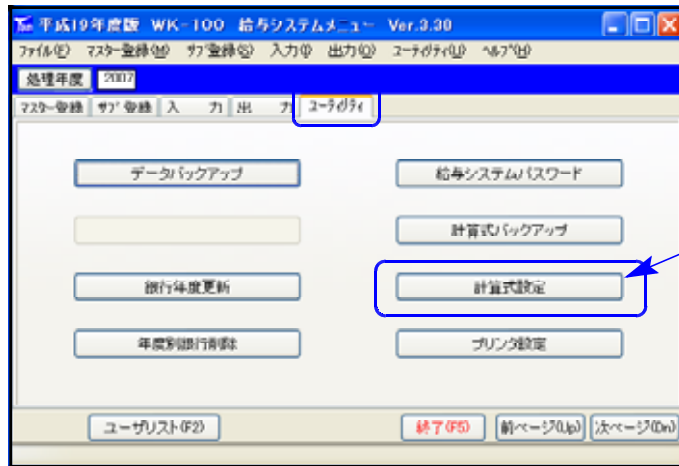 平成19年度版 WK-100 給与システムメニュー Ver.3.30
ファイル(F) マスター登録(M) サブ登録(S) 入力(I) 出力(O) ユーティリティ(U) ヘルプ(H)
処理年度 2007
マスター登録 サブ登録 入 力 出 力 ユーティリティ
データバックアップ 給与システムパスワード
計算式バックアップ
銀行年度更新 計算式設定
年度別銀行削除 プリンタ設定
ユーザリスト(F2) 終了(F5) 前ページ(Up) 次ページ(Dn)